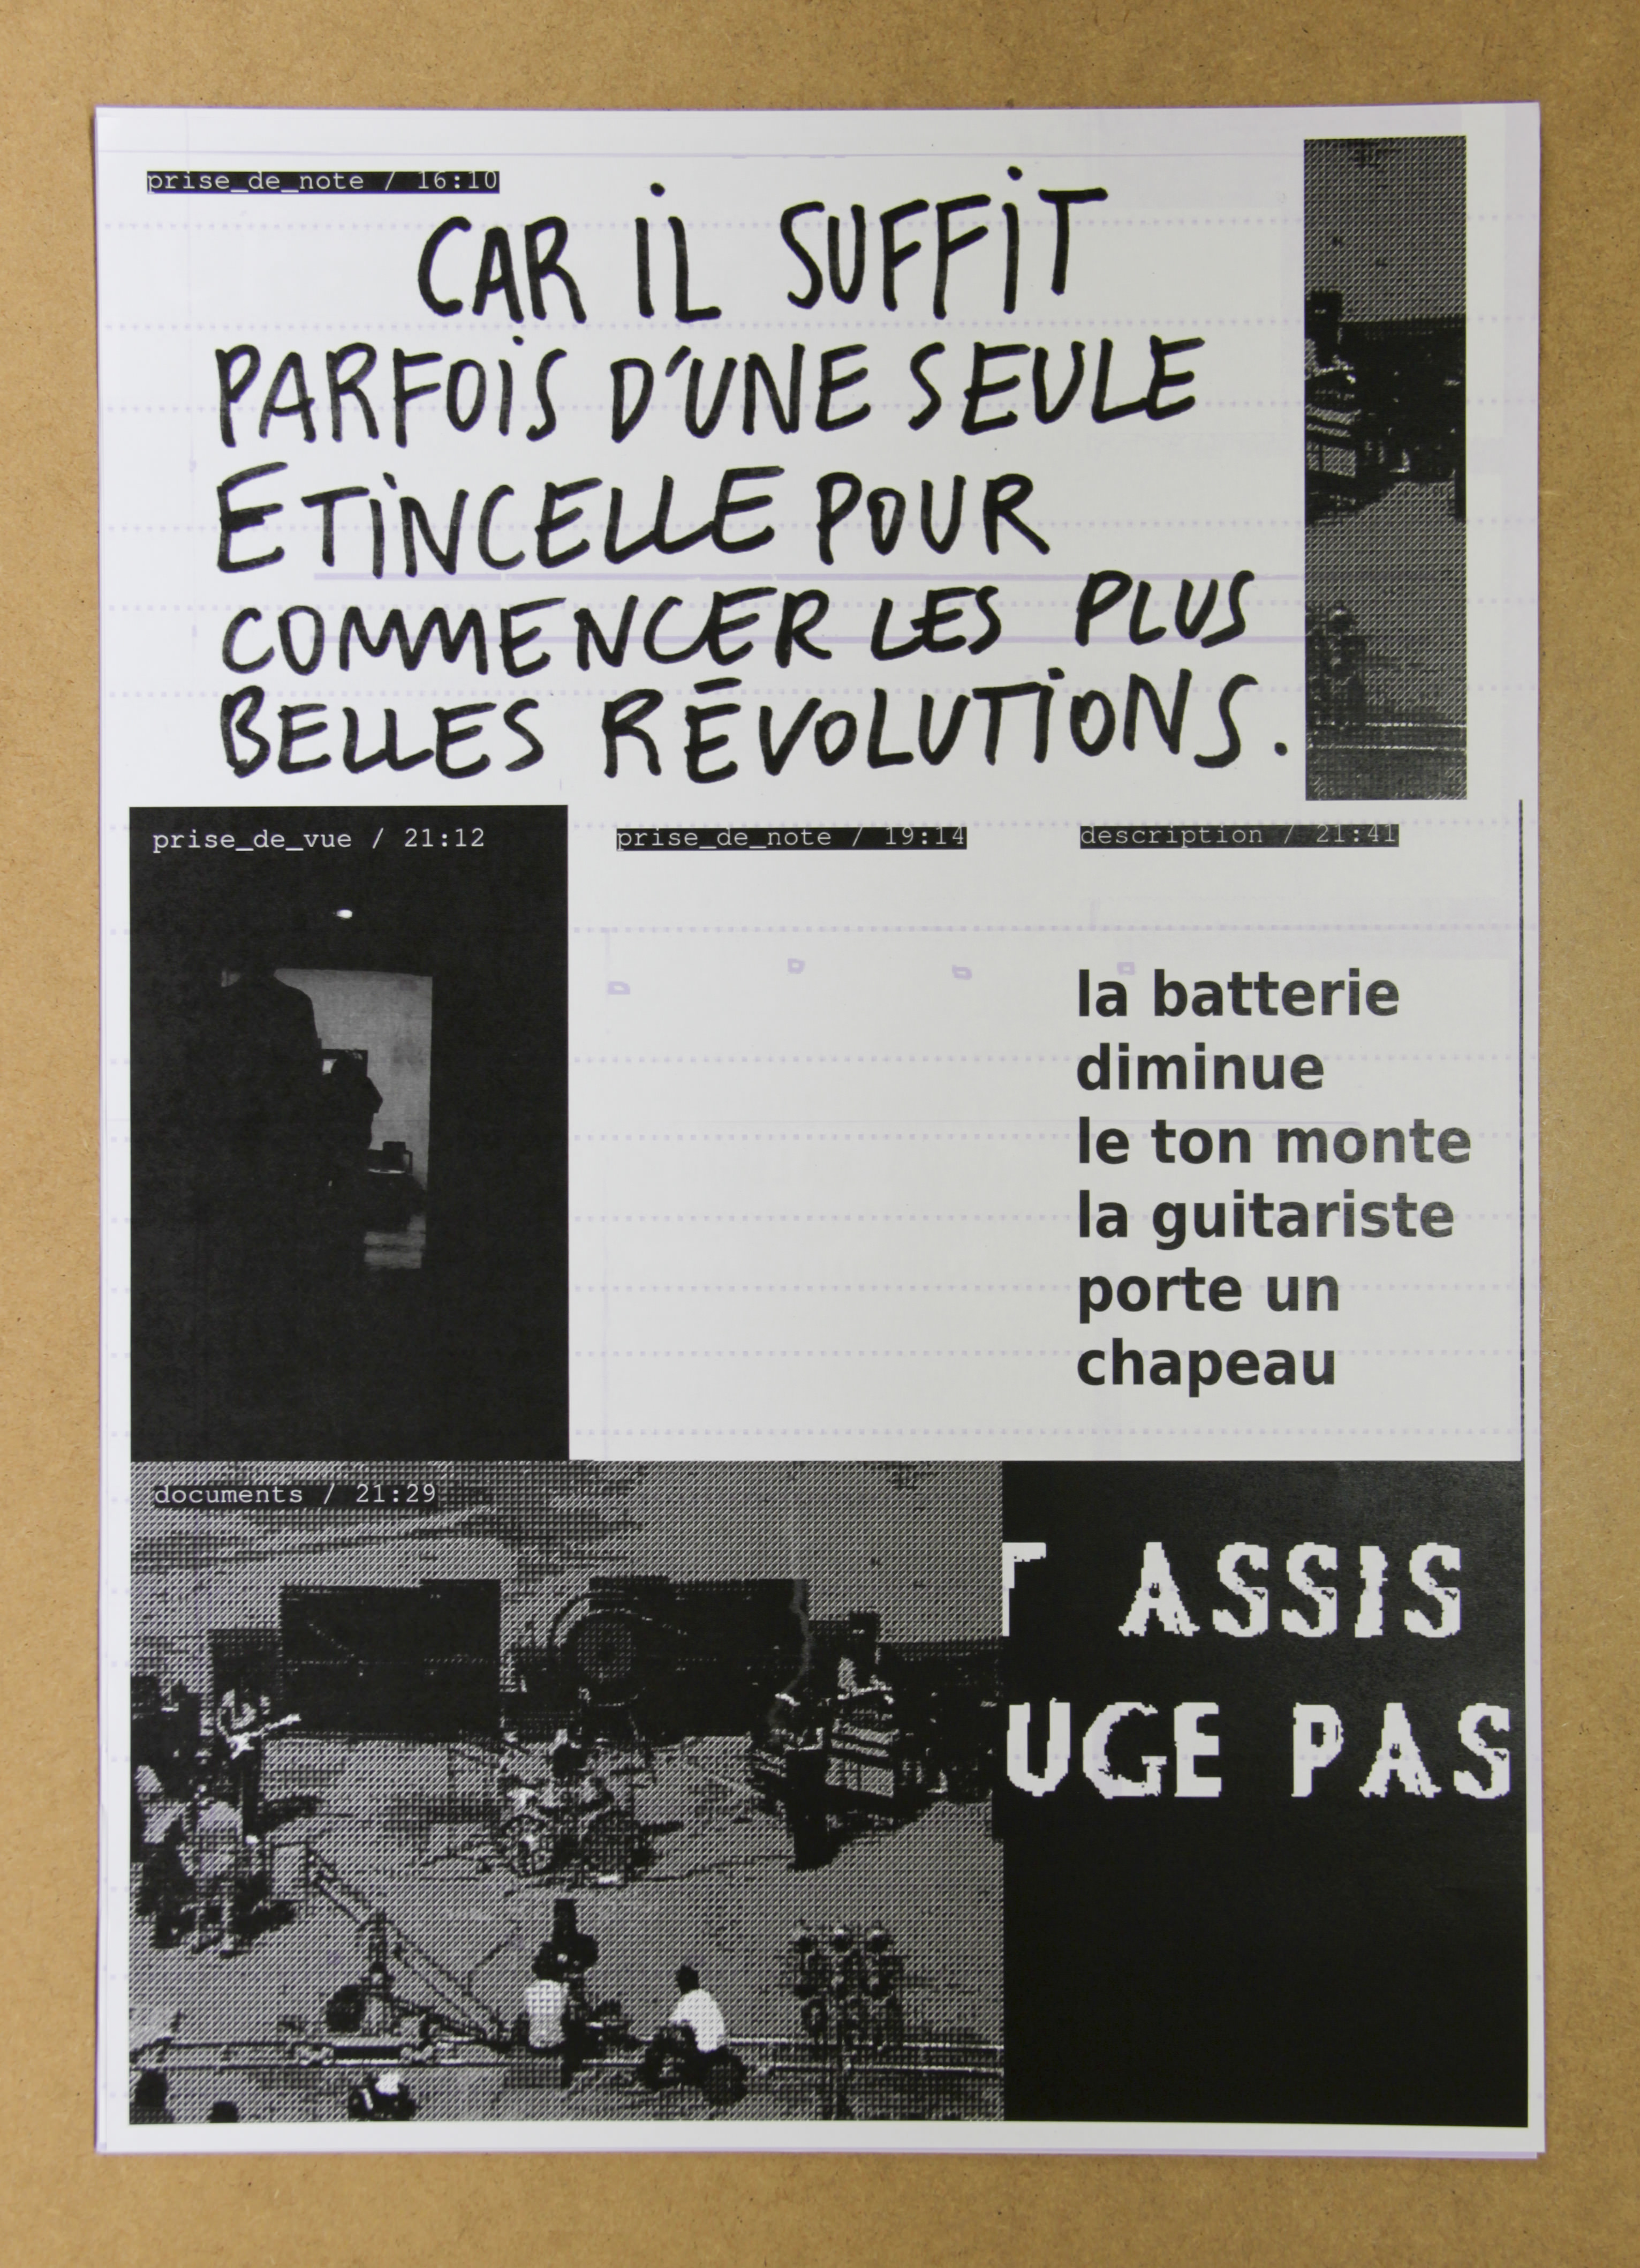 prise_de_note / 16:10
CAR IL SUFFIT
PARFOIS D'UNE SEULE
ETINCELLE POUR
COMMENCER LES PLUS
BELLES RÉVOLUTIONS.
prise_de_vue / 21:12
prise_de_note / 19:14
description / 21:41
la batterie
diminue
le ton monte
la guitariste
porte un
chapeau
documents / 21:29
T ASSIS
UGE PAS